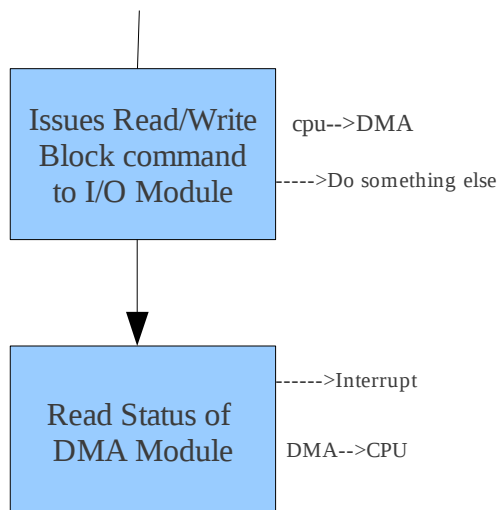 Issues Read/Write
Block command
to I/O Module
cpu-->DMA
----->Do something else
Read Status of
DMA Module
------>Interrupt
DMA-->CPU